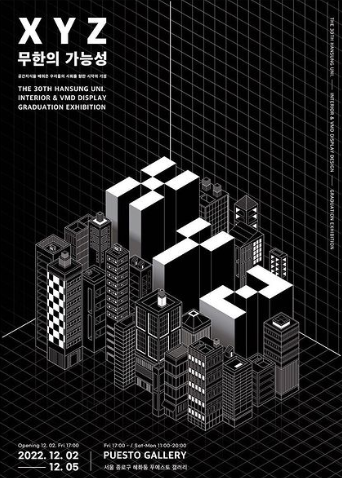 XYZ
무한의 가능성
THE 30TH HANSUNG UNI.
INTERIOR & VMD DISPLAY
GRADUATION EXHIBITION
THE 30TH HANSUNG UNI.
INTERIOR & VMD DISPLAY DESIGN
GRADUATION EXHIBITION
Opening 12. 02. Fri 17:00
2022. 12. 02
12. 05
Fri 17:00 - / Sat-Mon 11:00-20:00
PUESTO GALLERY
서울 종로구 혜화동 푸에스토 갤러리